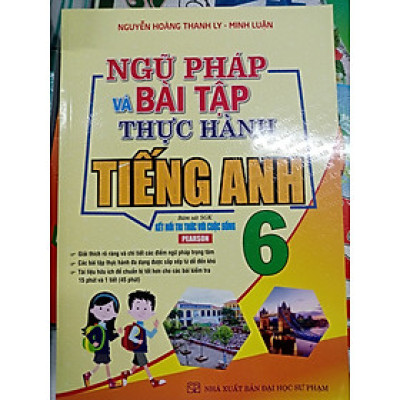 NGUYỄN HOÀNG THANH LY - MINH LUẬN
NGỮ PHÁP
VÀ BÀI TẬP
THỰC HÀNH
TIẾNG ANH
Bám sát SGK
KẾT NỐI TRI THỨC VỚI CUỘC SỐNG
PEARSON
6
Giải thích rõ ràng và chi tiết các điểm ngữ pháp trọng tâm
Các bài tập thực hành đa dạng được sắp xếp từ dễ đến khó
Tài liệu hữu ích để chuẩn bị tốt hơn cho các bài kiểm tra
15 phút và 1 tiết (45 phút)
NHÀ XUẤT BẢN ĐẠI HỌC SƯ PHẠM